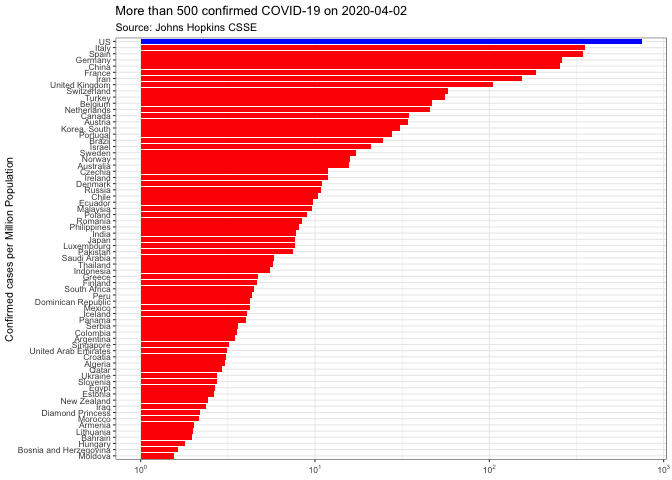 More than 500 confirmed COVID-19 on 2020-04-02
Source: Johns Hopkins CSSE
Confirmed cases per Million Population
US
Italy
Spain
Germany
China
France
Iran
United Kingdom
Switzerland
Turkey
Belgium
Netherlands
Canada
Austria
Korea, South
Portugal
Brazil
Israel
Sweden
Norway
Australia
Czechia
Ireland
Denmark
Russia
Chile
Ecuador
Malaysia
Poland
Romania
Philippines
India
Japan
Luxembourg
Pakistan
Saudi Arabia
Thailand
Indonesia
Greece
Finland
South Africa
Peru
Dominican Republic
Mexico
Iceland
Panama
Serbia
Colombia
Argentina
Singapore
United Arab Emirates
Croatia
Algeria
Qatar
Ukraine
Slovenia
Egypt
Estonia
New Zealand
Iraq
Diamond Princess
Morocco
Armenia
Lithuania
Bahrain
Hungary
Bosnia and Herzegovina
Moldova
10⁰ 10¹ 10² 10³